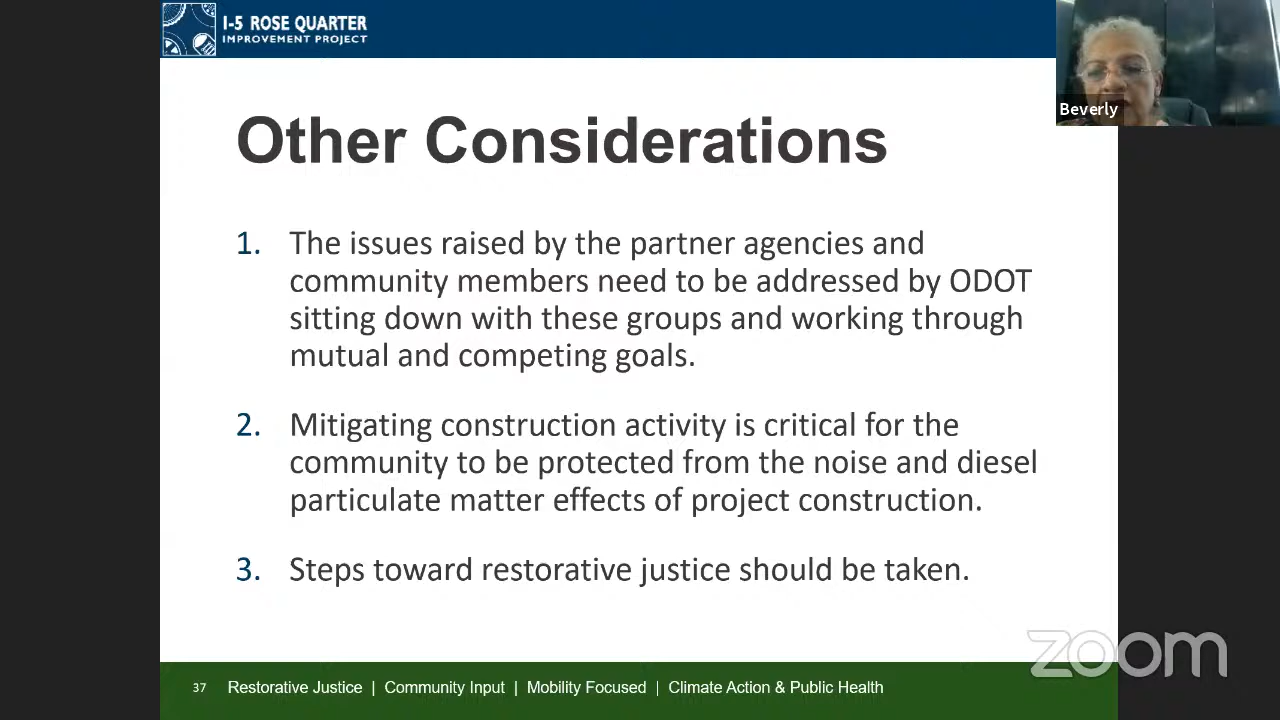 I-5 ROSE QUARTER
IMPROVEMENT PROJECT
Beverly
Other Considerations
1. The issues raised by the partner agencies and
community members need to be addressed by ODOT
sitting down with these groups and working through
mutual and competing goals.
2. Mitigating construction activity is critical for the
community to be protected from the noise and diesel
particulate matter effects of project construction.
3. Steps toward restorative justice should be taken.
zoom
37 Restorative Justice | Community Input | Mobility Focused | Climate Action & Public Health